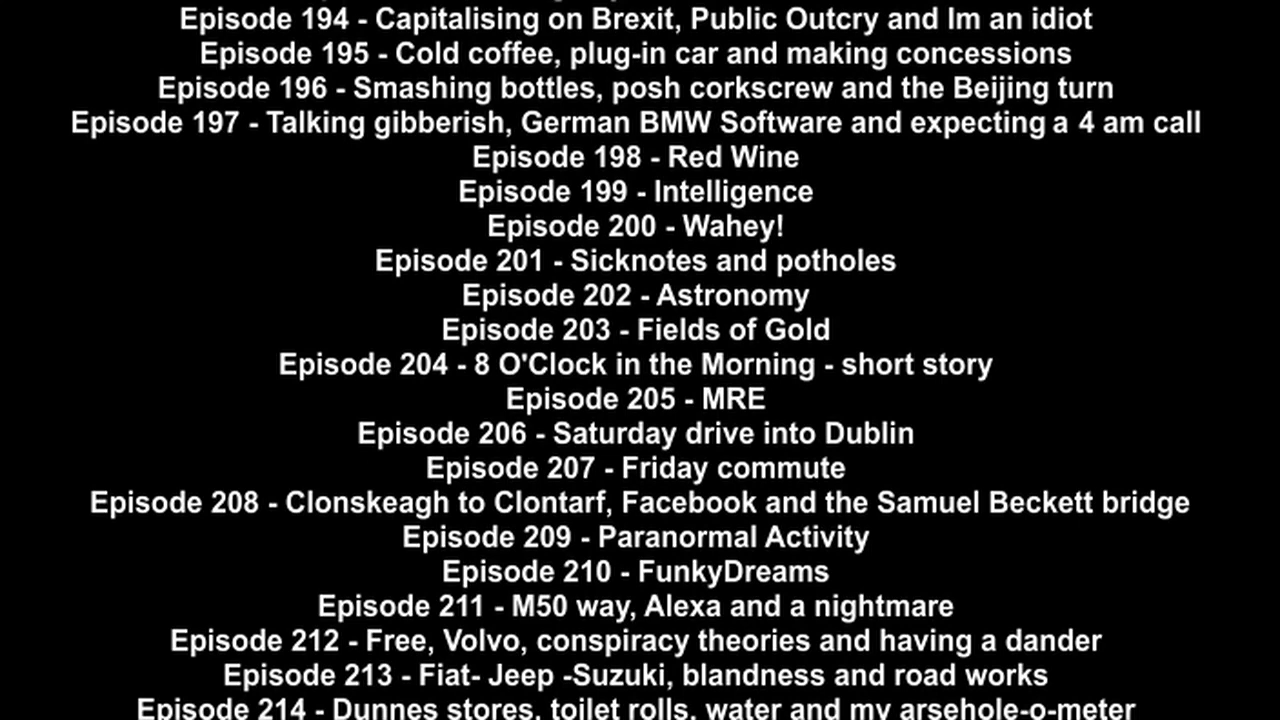 Episode 194 - Capitalising on Brexit, Public Outcry and Im an idiot
Episode 195 - Cold coffee, plug-in car and making concessions
Episode 196 - Smashing bottles, posh corkscrew and the Beijing turn
Episode 197 - Talking gibberish, German BMW Software and expecting a 4 am call
Episode 198 - Red Wine
Episode 199 - Intelligence
Episode 200 - Wahey!
Episode 201 - Sicknotes and potholes
Episode 202 - Astronomy
Episode 203 - Fields of Gold
Episode 204 - 8 O'Clock in the Morning - short story
Episode 205 - MRE
Episode 206 - Saturday drive into Dublin
Episode 207 - Friday commute
Episode 208 - Clonskeagh to Clontarf, Facebook and the Samuel Beckett bridge
Episode 209 - Paranormal Activity
Episode 210 - FunkyDreams
Episode 211 - M50 way, Alexa and a nightmare
Episode 212 - Free, Volvo, conspiracy theories and having a dander
Episode 213 - Fiat- Jeep -Suzuki, blandness and road works
Episode 214 - Dunnes stores, toilet rolls, water and my arsehole-o-meter